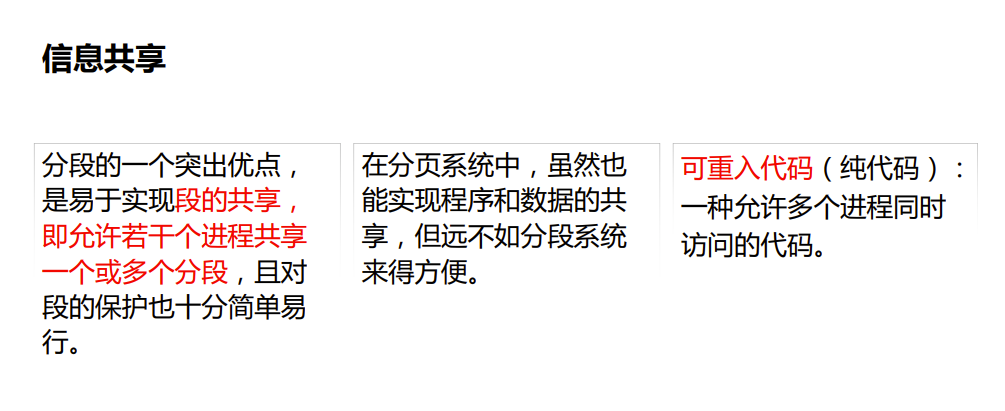 信息共享
分段的一个突出优点，
是易于实现段的共享，
即允许若干个进程共享
一个或多个分段，且对
段的保护也十分简单易
行。
在分页系统中，虽然也
能实现程序和数据的共
享，但远不如分段系统
来得方便。
可重入代码（纯代码）：
一种允许多个进程同时
访问的代码。